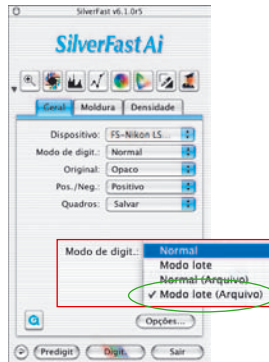 SilverFast v6.1.0r5
SilverFast Ai
Geral Moldura Densidade
Dispositivo: FS-Nikon LS...
Modo de digit.: Normal
Original: Opaco
Pos./Neg.: Positivo
Quadros: Salvar
Modo de digit.: Normal
Modo lote
Normal (Arquivo)
✓ Modo lote (Arquivo)
Opções...
Predigit Digit. Sair